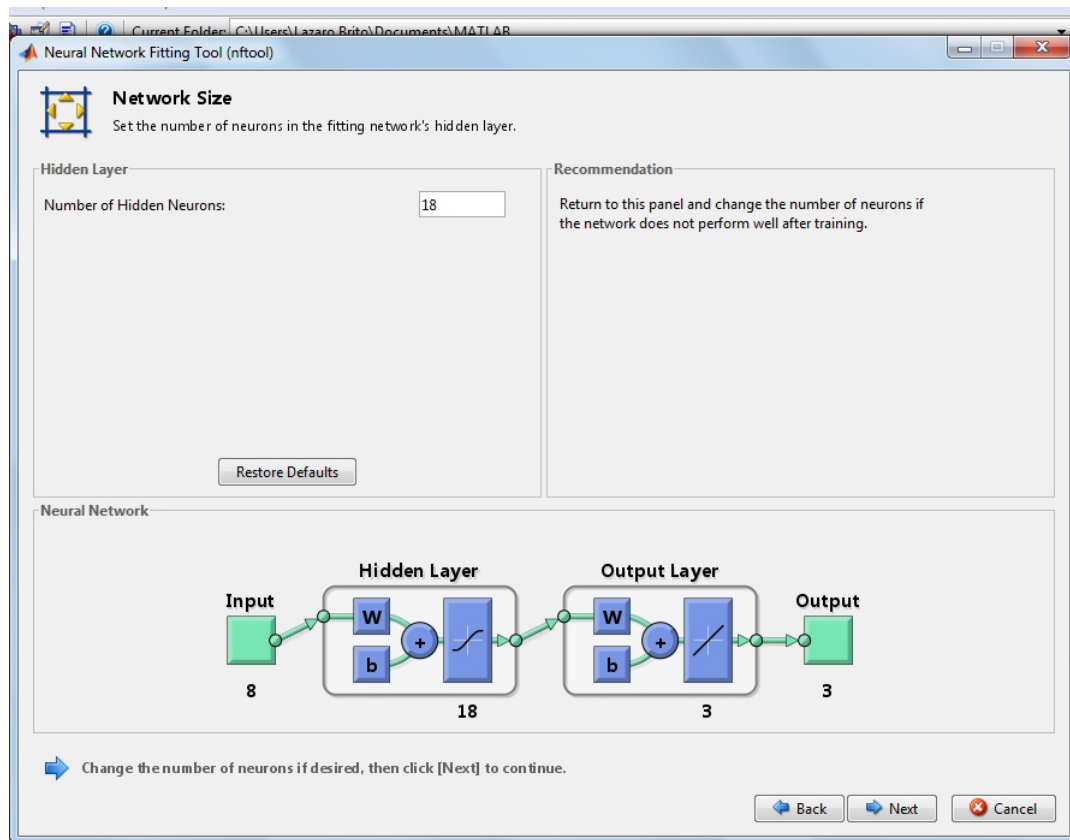 Current Folder: C:\Users\Lazaro Brito\Documents\MATLAB
Neural Network Fitting Tool (nftool)
Network Size
Set the number of neurons in the fitting network's hidden layer.
Hidden Layer
Number of Hidden Neurons:
18
Restore Defaults
Recommendation
Return to this panel and change the number of neurons if
the network does not perform well after training.
Neural Network
Hidden Layer
Output Layer
Input
W
b
+
W
b
+
Output
8
18
3
3
Change the number of neurons if desired, then click [Next] to continue.
Back
Next
Cancel